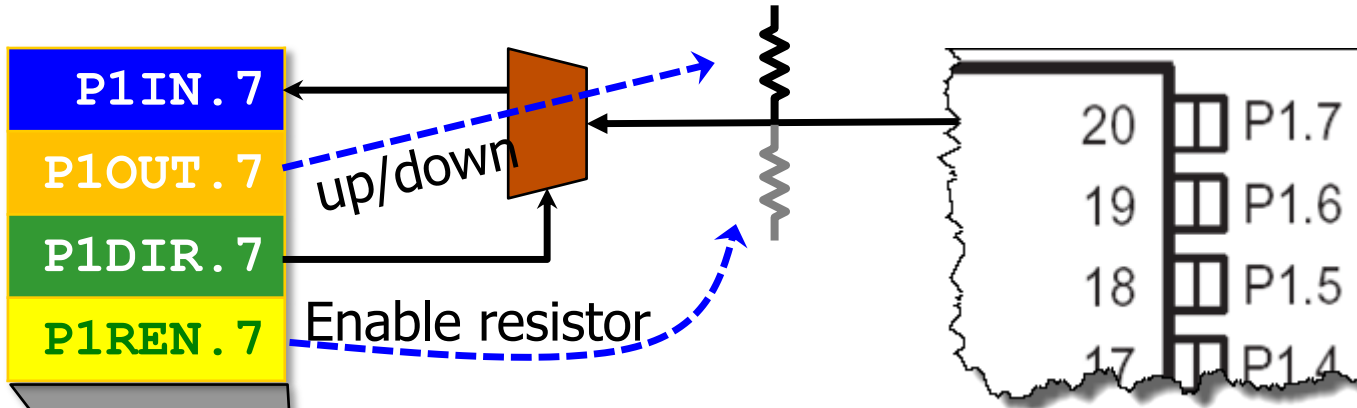 P1IN.7
P1OUT.7
P1DIR.7
P1REN.7
up/down
Enable resistor
20 P1.7
19 P1.6
18 P1.5
17 P1.4